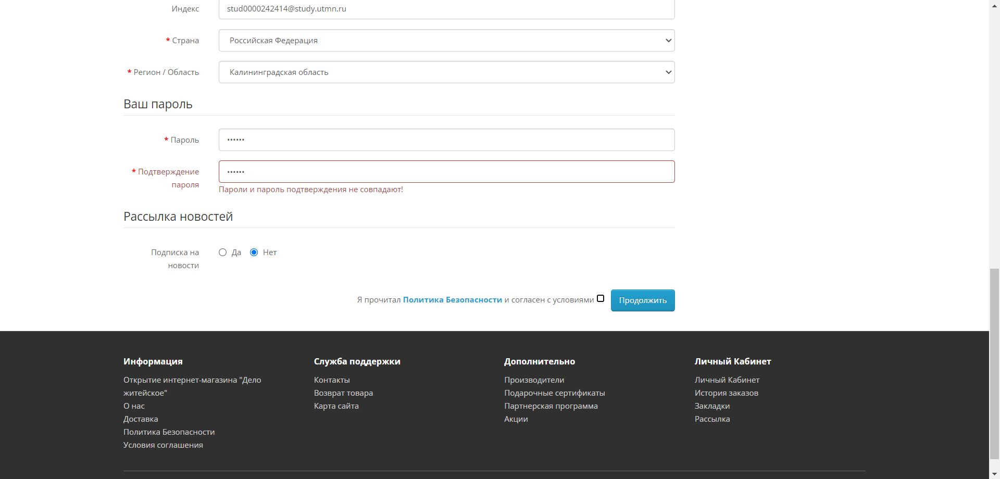 Индекс
stud0000242414@study.utmn.ru
* Страна
Российская Федерация
* Регион / Область
Калининградская область
Ваш пароль
* Пароль
••••••
* Подтверждение
пароля
••••••
Пароли и пароль подтверждения не совпадают!
Рассылка новостей
Подписка на
новости
Да
Нет
Я прочитал Политика Безопасности и согласен с условиями
Продолжить
Информация
Открытие интернет-магазина "Дело
житейское"
О нас
Доставка
Политика Безопасности
Условия соглашения
Служба поддержки
Контакты
Возврат товара
Карта сайта
Дополнительно
Производители
Подарочные сертификаты
Партнерская программа
Акции
Личный Кабинет
Личный Кабинет
История заказов
Закладки
Рассылка